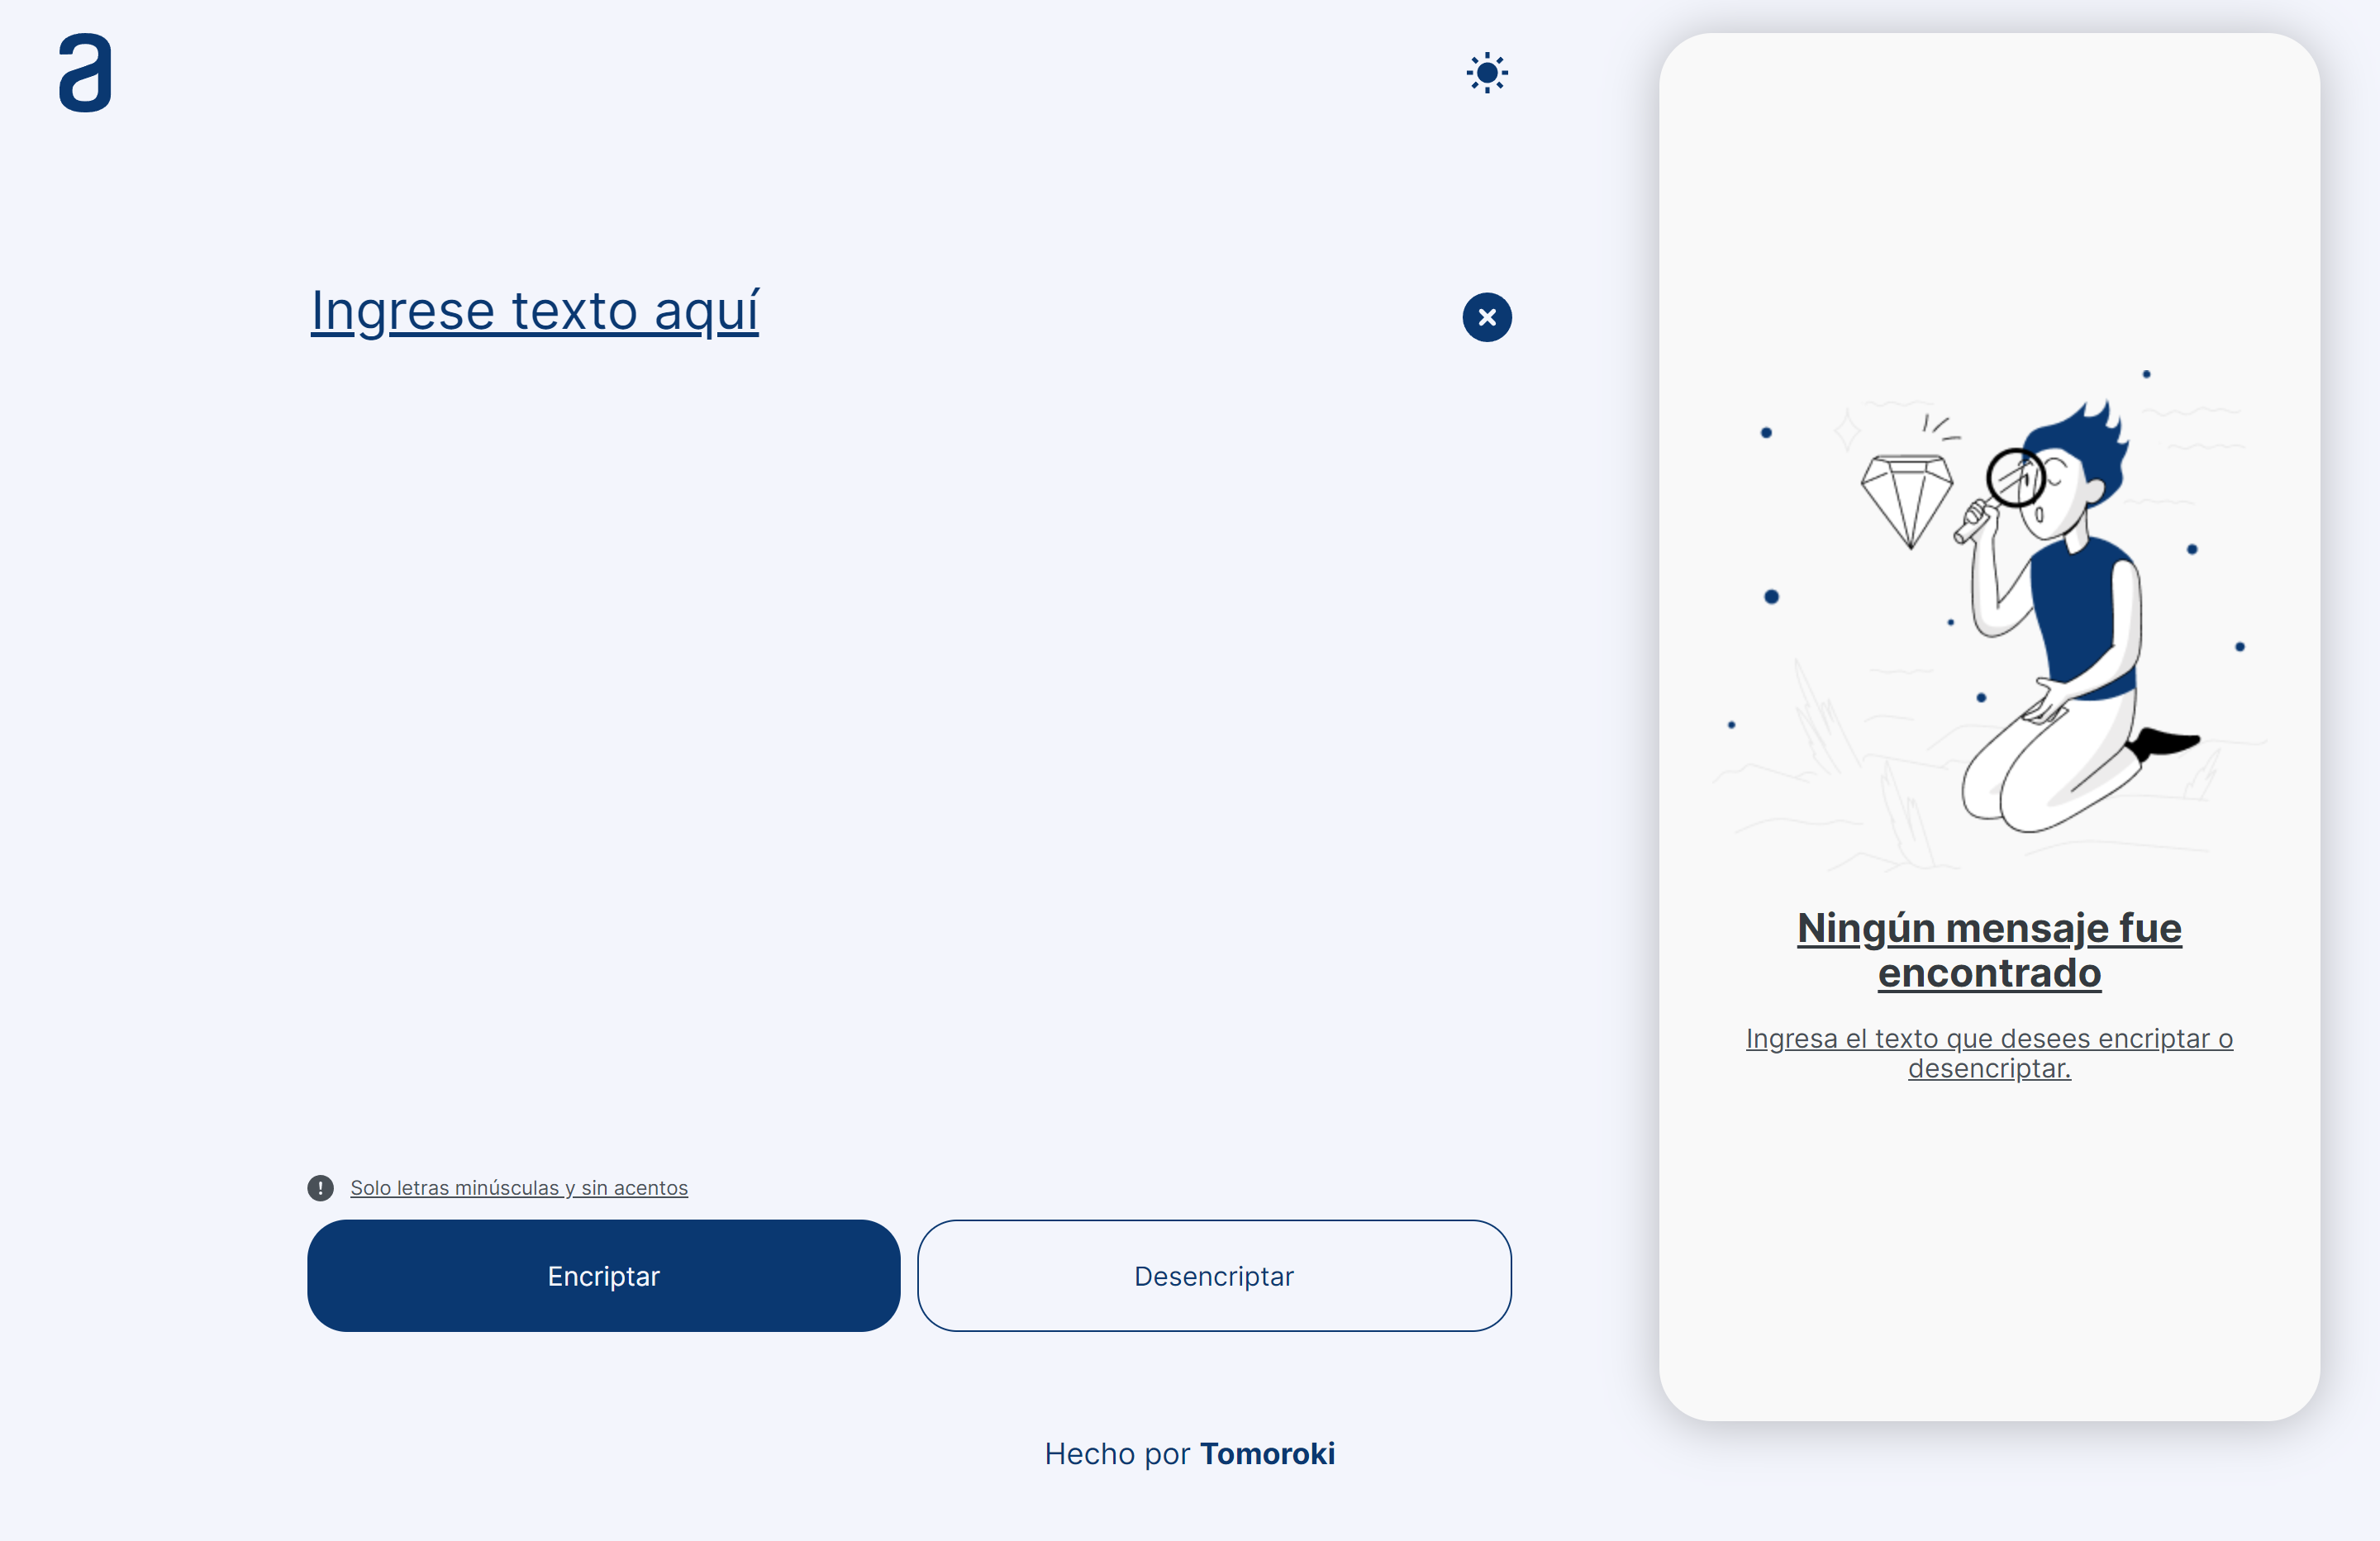 a
Ingrese texto aquí
Ningún mensaje fue
encontrado
Ingresa el texto que desees encriptar o
desencriptar.
Solo letras minúsculas y sin acentos
Encriptar
Desencriptar
Hecho por Tomoroki